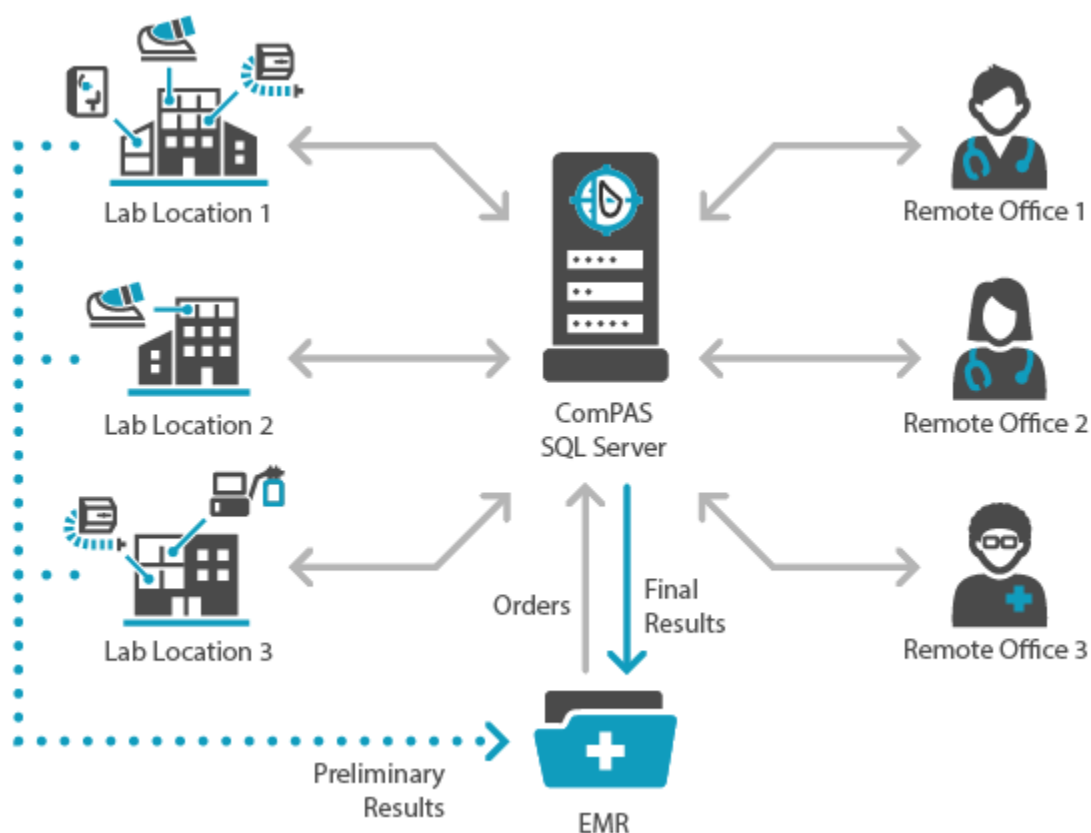 Lab Location 1
Remote Office 1
Lab Location 2
ComPAS
SQL Server
Remote Office 2
Lab Location 3
Orders
Final
Results
Remote Office 3
Preliminary
Results
EMR